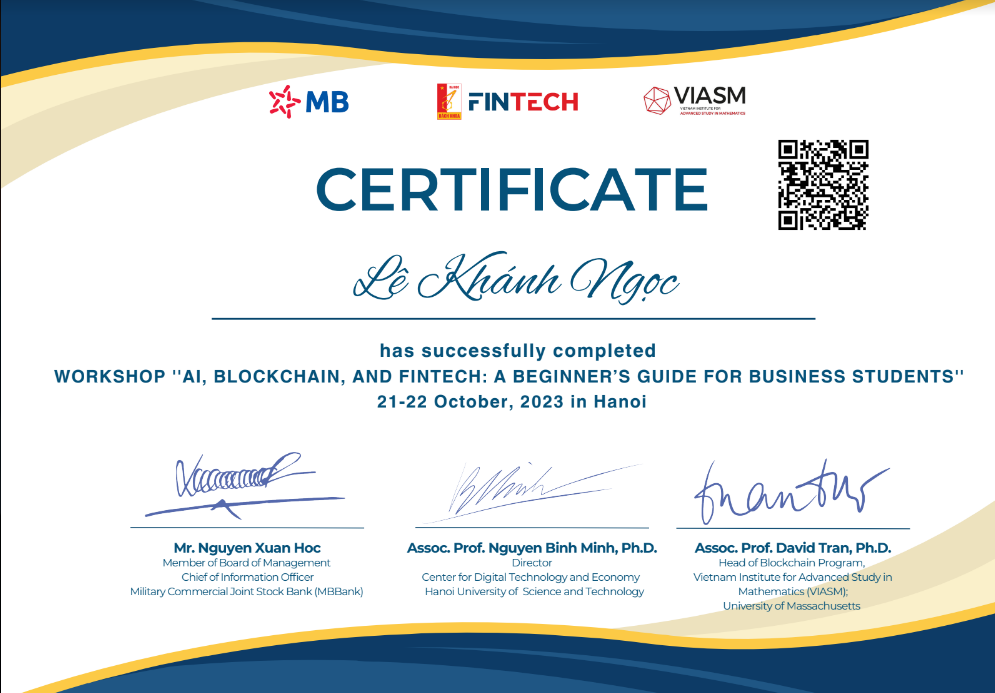 MB
BÁCH KHOA
FINTECH
VIASM
VIETNAM INSTITUTE FOR
ADVANCED STUDY IN MATHEMATICS
CERTIFICATE
Lê Khánh Ngọc
has successfully completed
WORKSHOP "AI, BLOCKCHAIN, AND FINTECH: A BEGINNER’S GUIDE FOR BUSINESS STUDENTS"
21-22 October, 2023 in Hanoi
Mr. Nguyen Xuan Hoc
Member of Board of Management
Chief of Information Officer
Military Commercial Joint Stock Bank (MBBank)
Assoc. Prof. Nguyen Binh Minh, Ph.D.
Director
Center for Digital Technology and Economy
Hanoi University of Science and Technology
Assoc. Prof. David Tran, Ph.D.
Head of Blockchain Program,
Vietnam Institute for Advanced Study in
Mathematics (VIASM);
University of Massachusetts